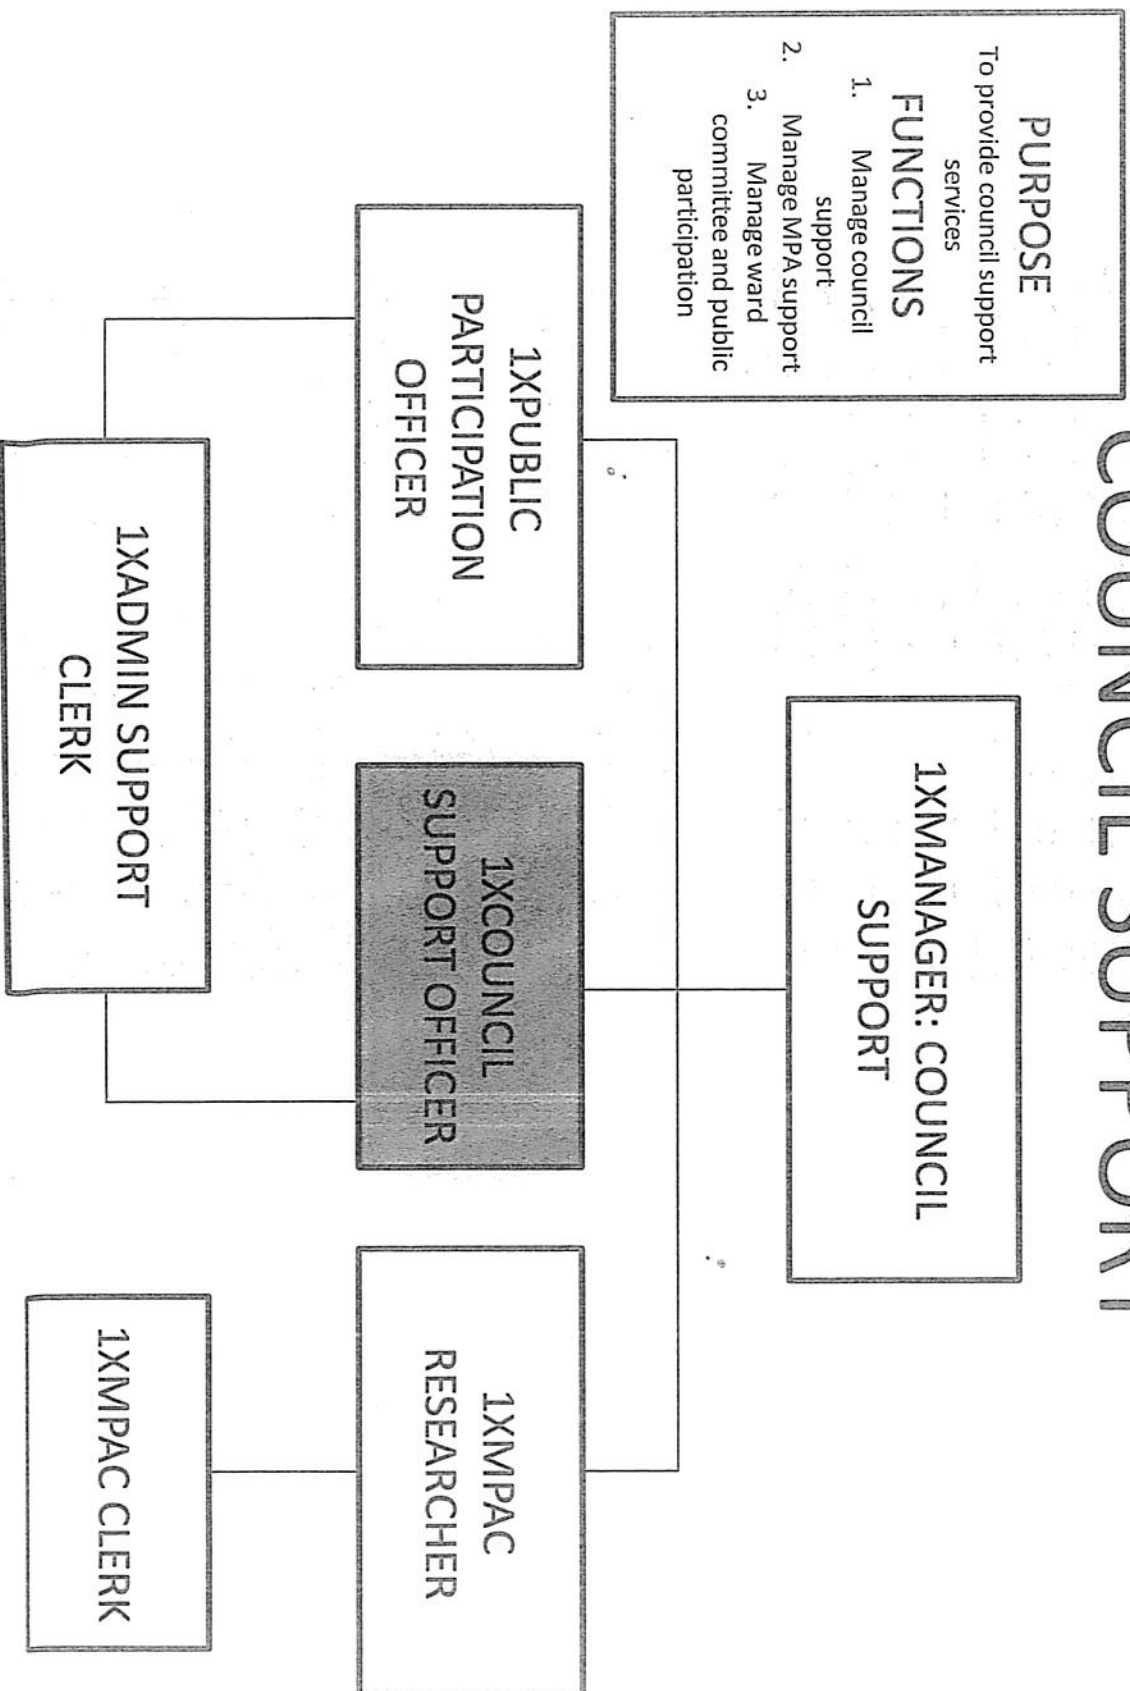 COUNCIL SUPPORT
PURPOSE
To provide council support
services
FUNCTIONS
1. Manage council
support
2. Manage MPA support
3. Manage ward
committee and public
participation
1XMANAGER: COUNCIL
SUPPORT
1XPUBLIC
PARTICIPATION
OFFICER
1XCOUNCIL
SUPPORT OFFICER
1XMPAC
RESEARCHER
1XADMIN SUPPORT
CLERK
1XMPAC CLERK